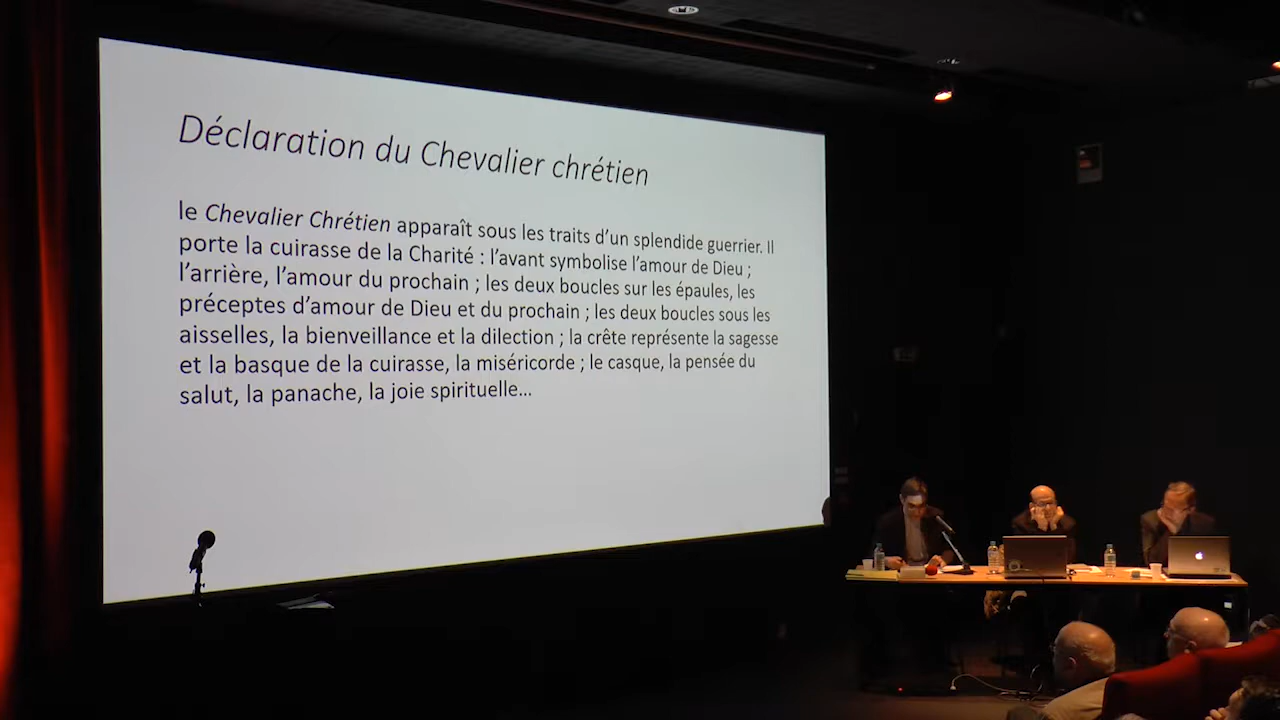 Déclaration du Chevalier chrétien
le Chevalier Chrétien apparaît sous les traits d’un splendide guerrier. Il
porte la cuirasse de la Charité : l’avant symbolise l’amour de Dieu ;
l’arrière, l’amour du prochain ; les deux boucles sur les épaules, les
préceptes d’amour de Dieu et du prochain ; les deux boucles sous les
aisselles, la bienveillance et la dilection ; la crête représente la sagesse
et la basque de la cuirasse, la miséricorde ; le casque, la pensée du
salut, la panache, la joie spirituelle...